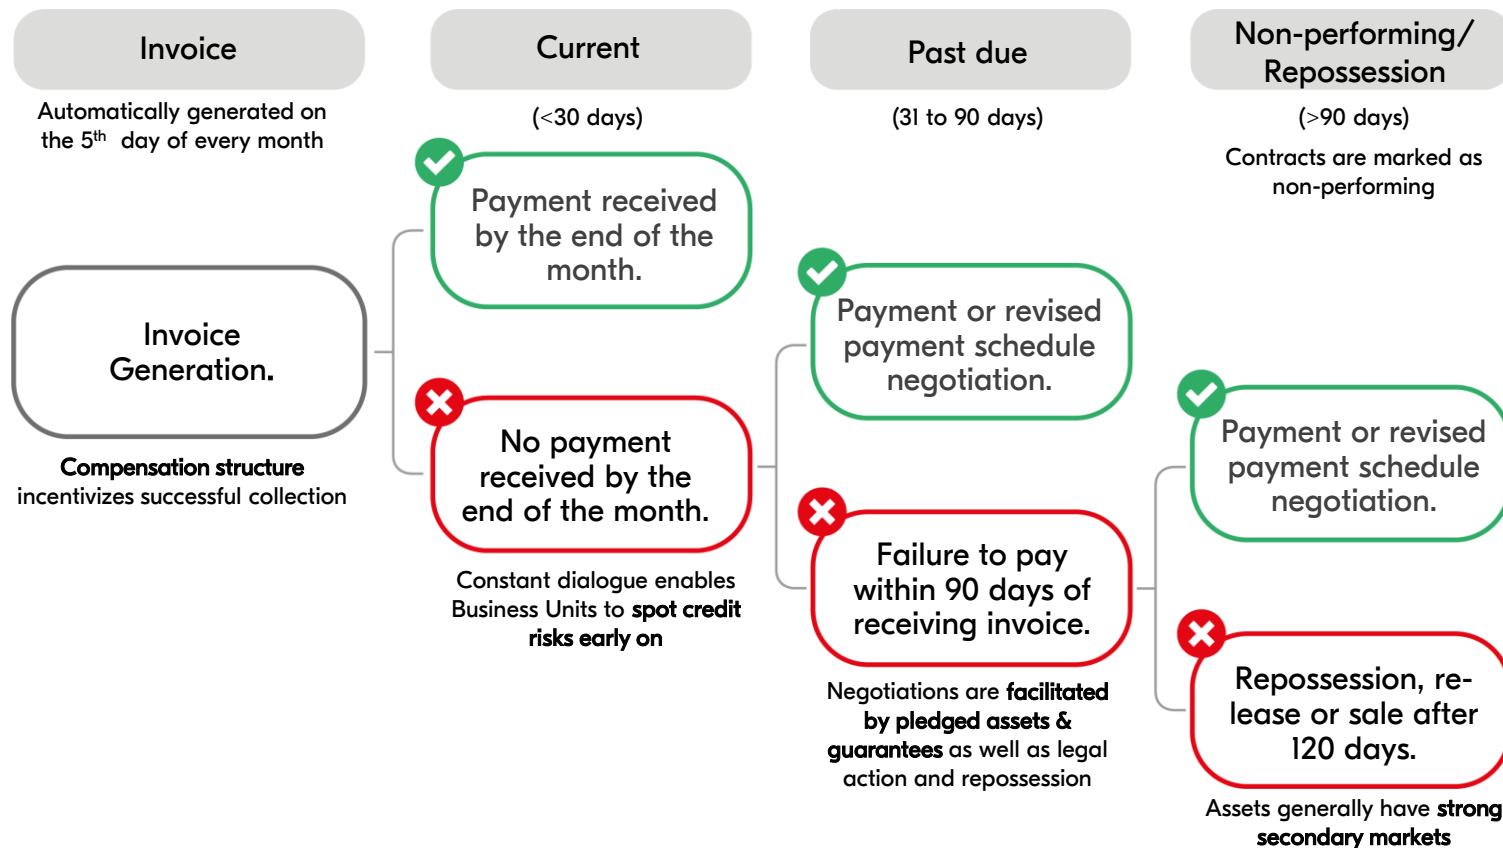 Invoice
Automatically generated on
the 5th day of every month
Invoice
Generation.
Compensation structure
incentivizes successful collection
Current
(<30 days)
Payment received
by the end of the
month.
No payment
received by the
end of the month.
Constant dialogue enables
Business Units to spot credit
risks early on
Past due
(31 to 90 days)
Payment or revised
payment schedule
negotiation.
Failure to pay
within 90 days of
receiving invoice.
Negotiations are facilitated
by pledged assets &
guarantees as well as legal
action and repossession
Non-performing/
Repossession
(>90 days)
Contracts are marked as
non-performing
Payment or revised
payment schedule
negotiation.
Repossession, re-
lease or sale after
120 days.
Assets generally have strong
secondary markets